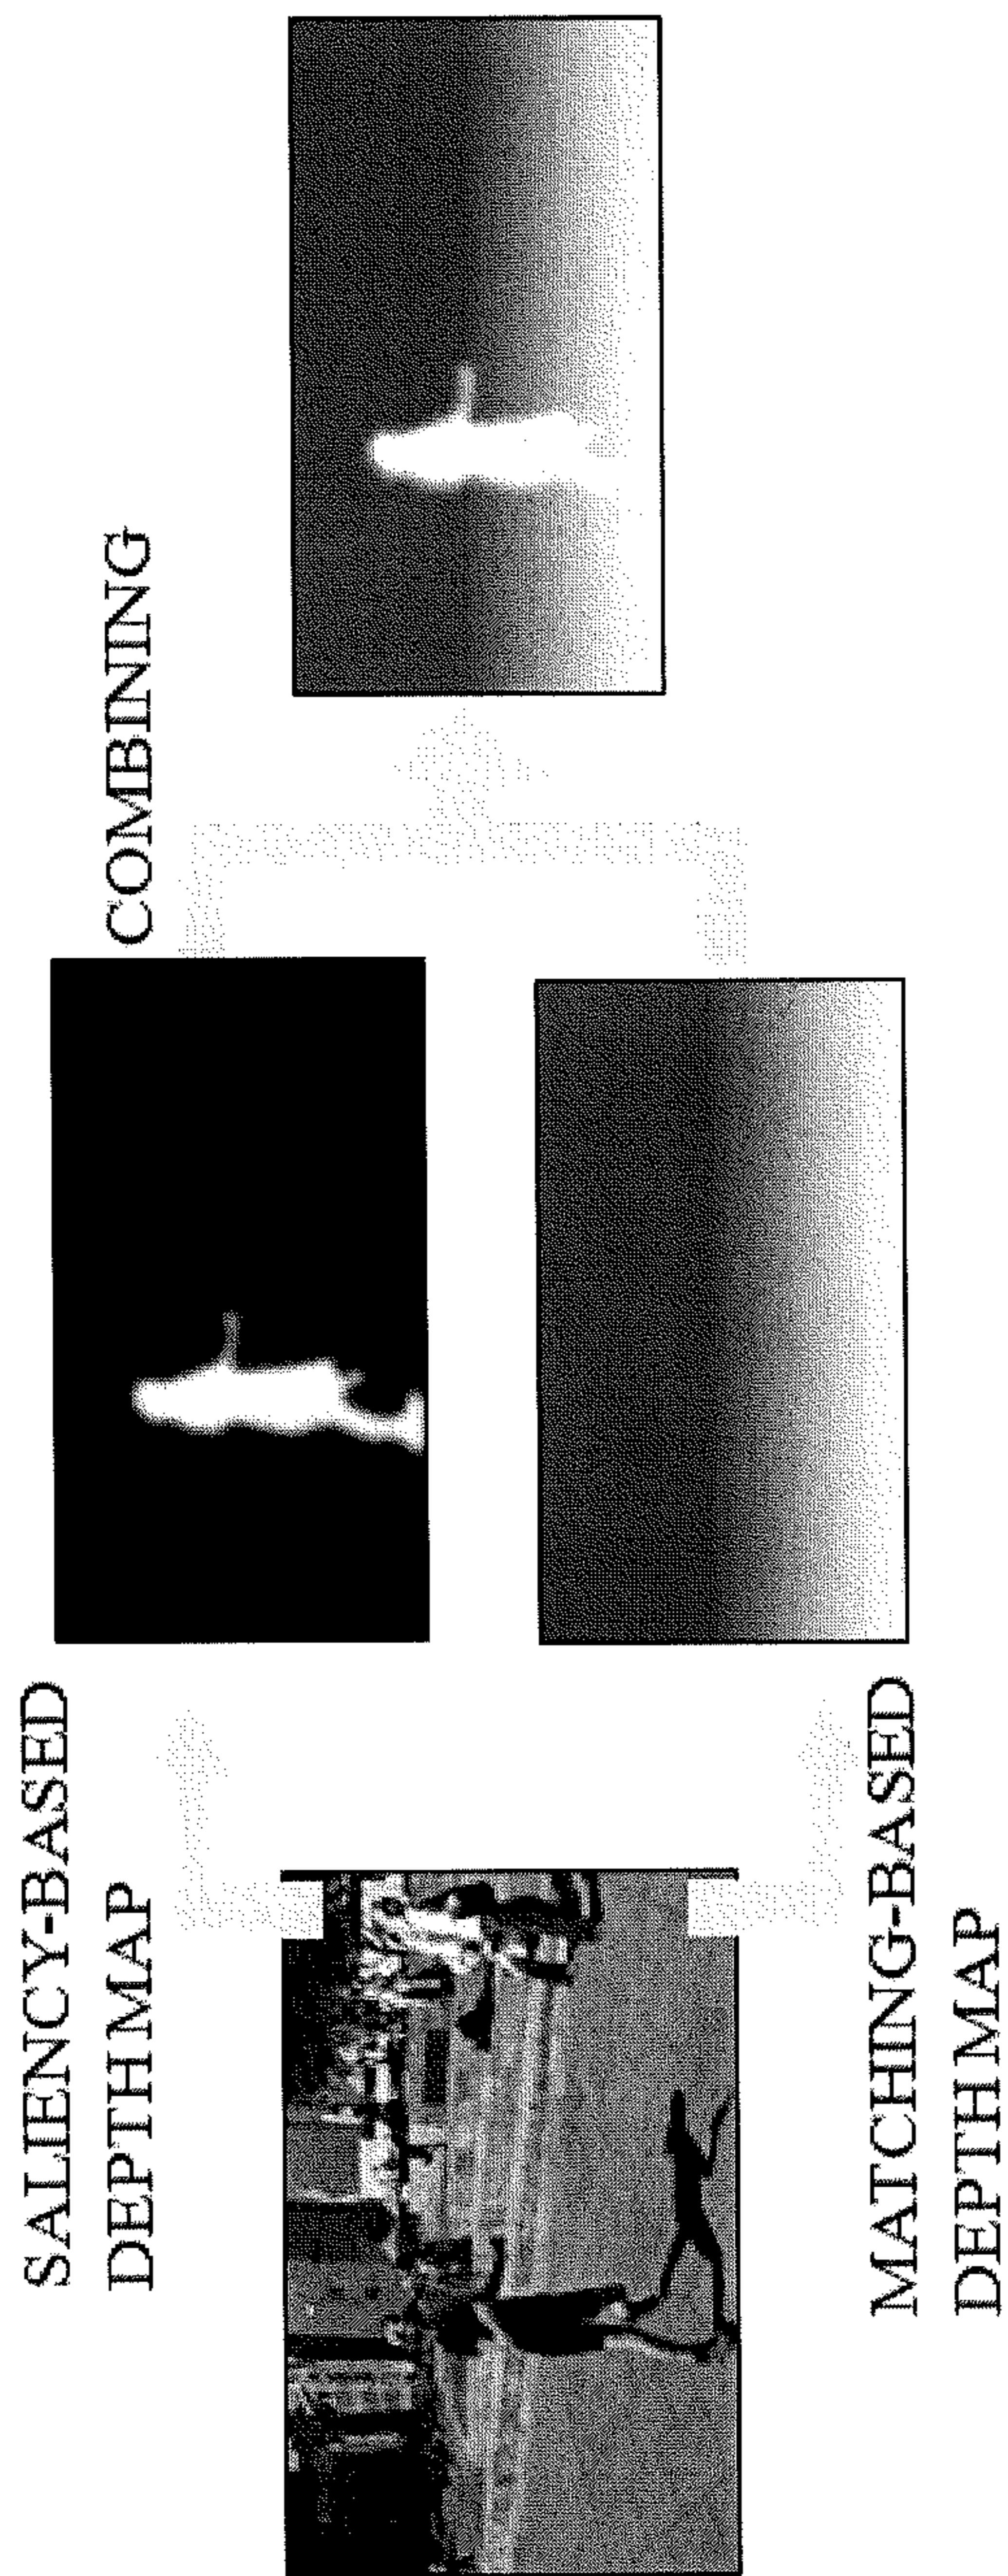 SALIENCY-BASED
DEPTH MAP
COMBINING
MATCHING-BASED
DEPTH MAP